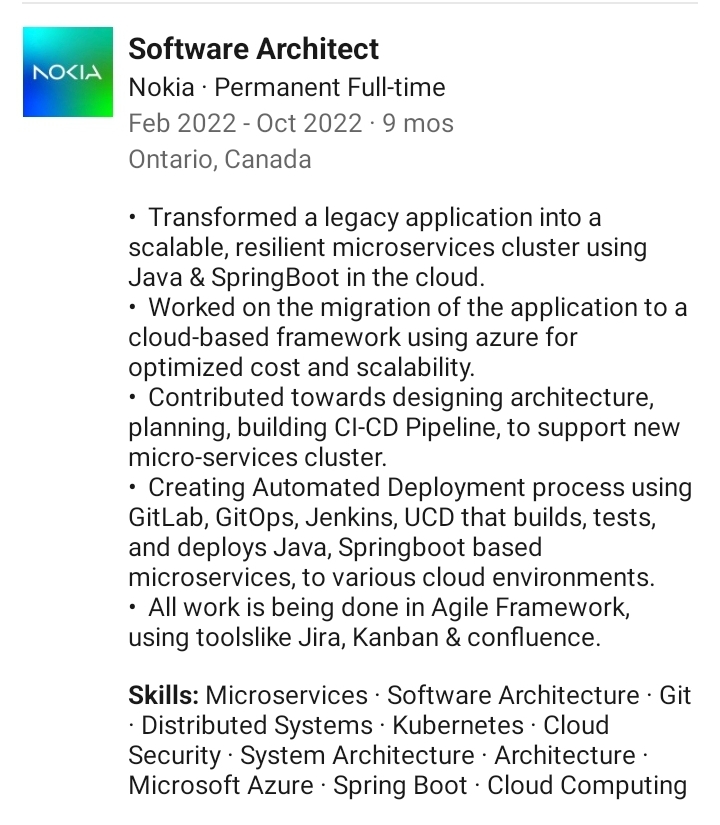 NOKIA
Software Architect
Nokia · Permanent Full-time
Feb 2022 - Oct 2022 · 9 mos
Ontario, Canada
• Transformed a legacy application into a
scalable, resilient microservices cluster using
Java & SpringBoot in the cloud.
• Worked on the migration of the application to a
cloud-based framework using azure for
optimized cost and scalability.
• Contributed towards designing architecture,
planning, building CI-CD Pipeline, to support new
micro-services cluster.
• Creating Automated Deployment process using
GitLab, GitOps, Jenkins, UCD that builds, tests,
and deploys Java, Springboot based
microservices, to various cloud environments.
• All work is being done in Agile Framework,
using toolslike Jira, Kanban & confluence.
Skills: Microservices · Software Architecture · Git
· Distributed Systems · Kubernetes · Cloud
Security · System Architecture · Architecture ·
Microsoft Azure · Spring Boot · Cloud Computing